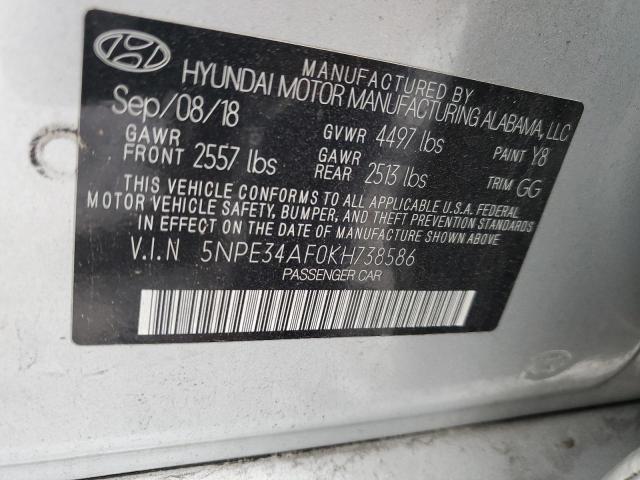 MANUFACTURED BY
HYUNDAI MOTOR MANUFACTURING ALABAMA, LLC
Sep/08/18 GVWR 4497 lbs PAINT Y8
GAWR FRONT 2557 lbs GAWR REAR 2513 lbs TRIM GG
THIS VEHICLE CONFORMS TO ALL APPLICABLE U.S.A. FEDERAL
MOTOR VEHICLE SAFETY, BUMPER, AND THEFT PREVENTION STANDARDS
IN EFFECT ON THE DATE OF MANUFACTURE SHOWN ABOVE.
V.I.N 5NPE34AF0KH738586
PASSENGER CAR